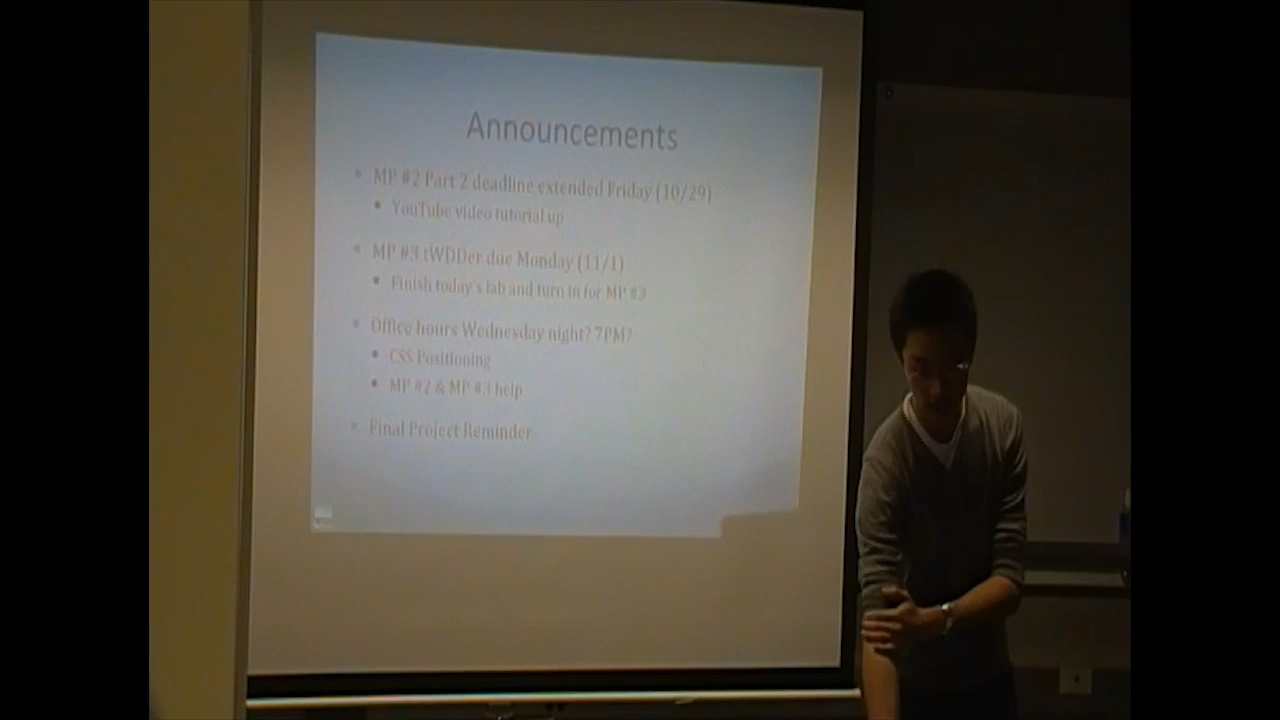 Announcements
MP #2 Part 2 deadline extended Friday (10/29)
YouTube video tutorial up
MP #3 tWDDer due Monday (11/1)
Finish today's lab and turn in for MP #3
Office hours Wednesday night? 7PM?
CSS Positioning
MP #2 & MP #3 help
Final Project Reminder